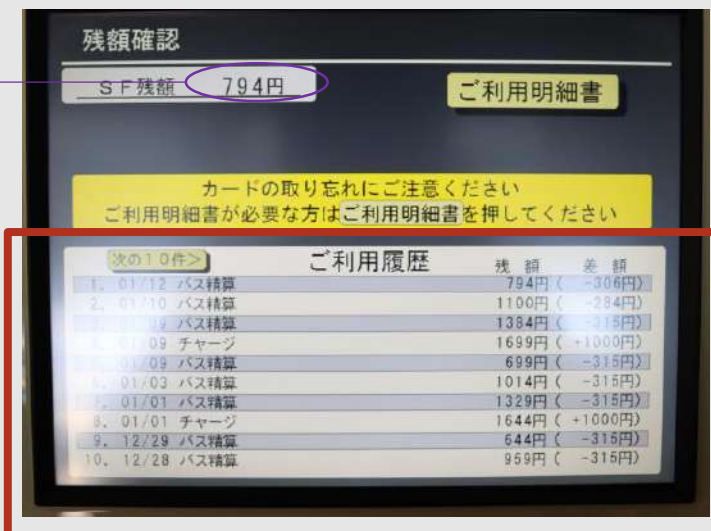 残額確認
SF残額 794円
ご利用明細書
カードの取り忘れにご注意ください
ご利用明細書が必要な方はご利用明細書を押してください
次の10件> ご利用履歴 残額 差額
1. 01/12 バス精算 794円 ( -306円)
2. 01/10 バス精算 1100円 ( -284円)
/09 バス精算 1384円 ( -315円)
/09 チャージ 1699円 ( +1000円)
01/09 バス精算 699円 ( -315円)
01/03 バス精算 1014円 ( -315円)
01/01 バス精算 1329円 ( -315円)
8. 01/01 チャージ 1644円 ( +1000円)
9. 12/29 バス精算 644円 ( -315円)
10. 12/28 バス精算 959円 ( -315円)